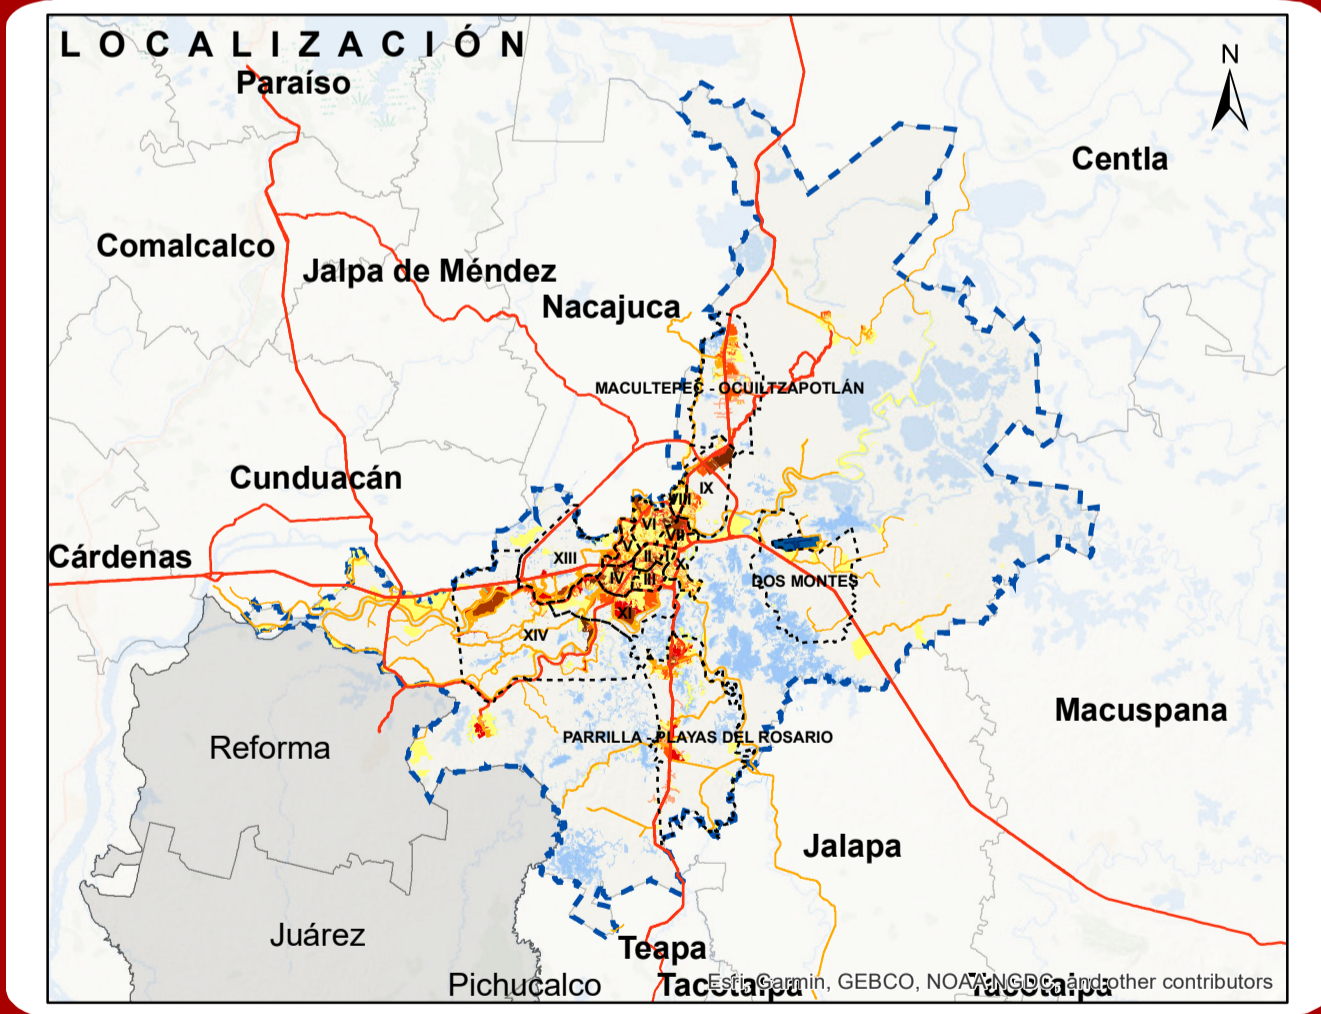 LOCALIZACIÓN
N
Paraíso
Centla
Comalcalco
Jalpa de Méndez
Nacajuca
MACULTEPEC - OCUILTZAPOTLÁN
Cunduacán
IX
VIII
VI
VII
Cárdenas
XIII
V
II
I
X
IV
III
DOS MONTES
XI
XIV
Macuspana
PARRILLA - PLAYAS DEL ROSARIO
Reforma
Jalapa
Juárez
Teapa
Pichucalco
Tacotalpa
Tacotalpa
Esri, Garmin, GEBCO, NOAA NGDC, and other contributors